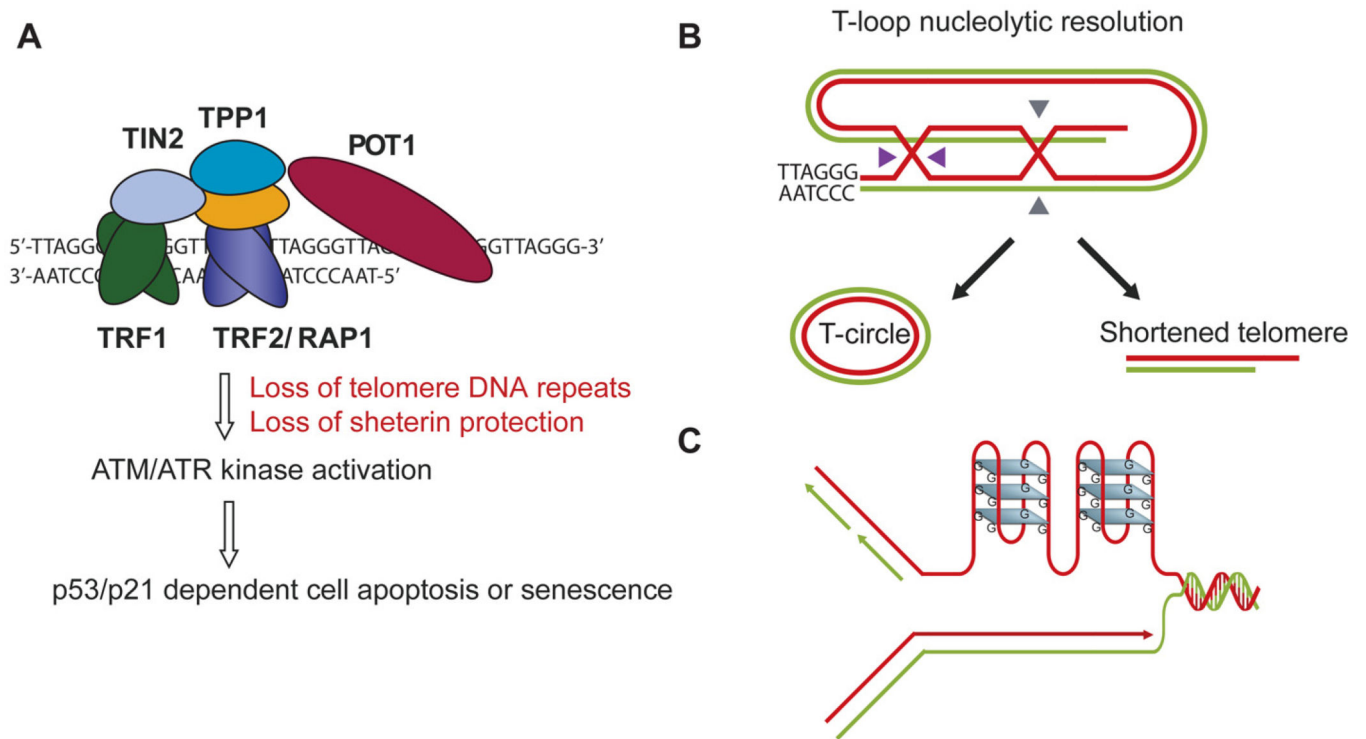 A
TPP1
TIN2
POT1
5'-TTAGGG GGTT TTAGGGTTAG GGTTAGGG-3'
3'-AATCCC CAA ATCCCAAT-5'
TRF1
TRF2/ RAP1
Loss of telomere DNA repeats
Loss of sheterin protection
ATM/ATR kinase activation
p53/p21 dependent cell apoptosis or senescence
B
T-loop nucleolytic resolution
TTAGGG
AATCCC
T-circle
Shortened telomere
C
G G G G
G G G G
G G G G
G G G G
G G G G
G G G G